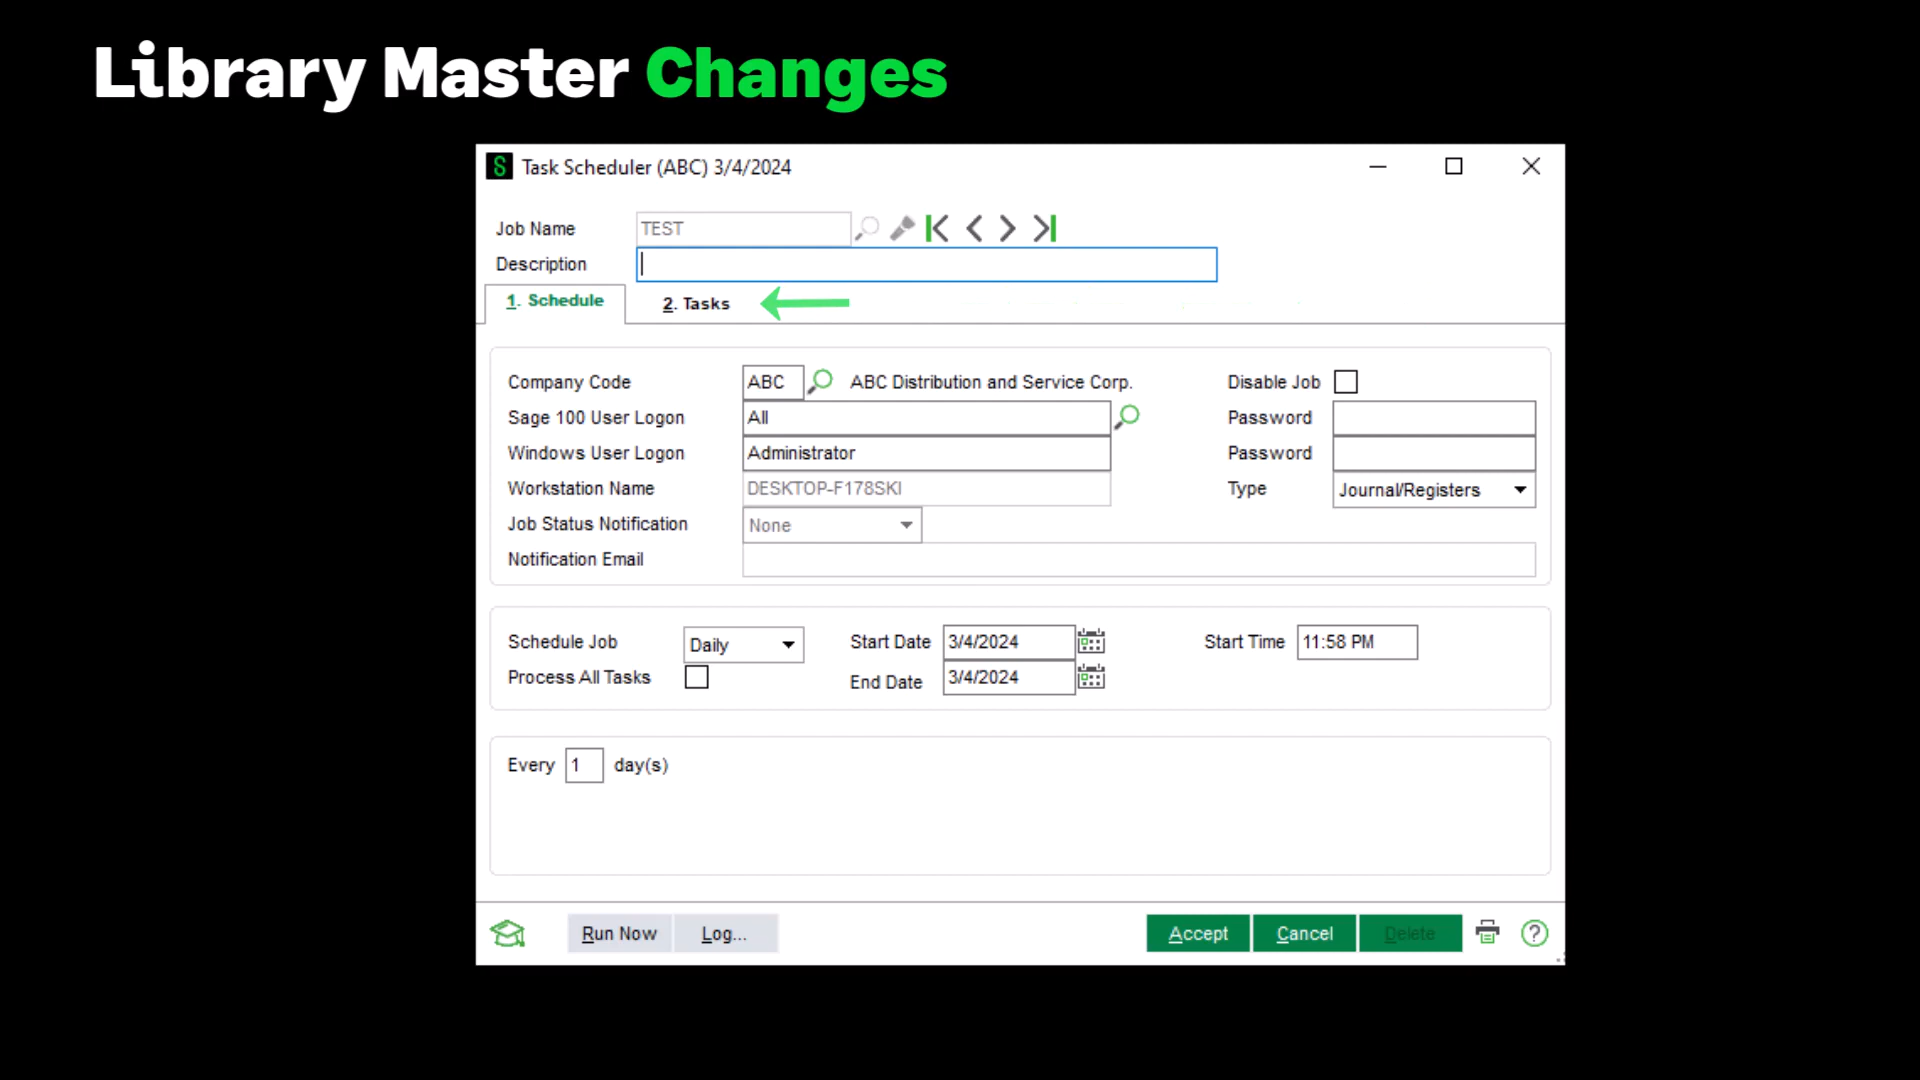 Library Master Changes
Task Scheduler (ABC) 3/4/2024
Job Name TEST
Description
1. Schedule 2. Tasks
Company Code ABC ABC Distribution and Service Corp. Disable Job
Sage 100 User Logon All Password
Windows User Logon Administrator Password
Workstation Name DESKTOP-F178SKI Type Journal/Registers
Job Status Notification None
Notification Email
Schedule Job Daily Start Date 3/4/2024 Start Time 11:58 PM
Process All Tasks End Date 3/4/2024
Every 1 day(s)
Run Now Log... Accept Cancel Delete